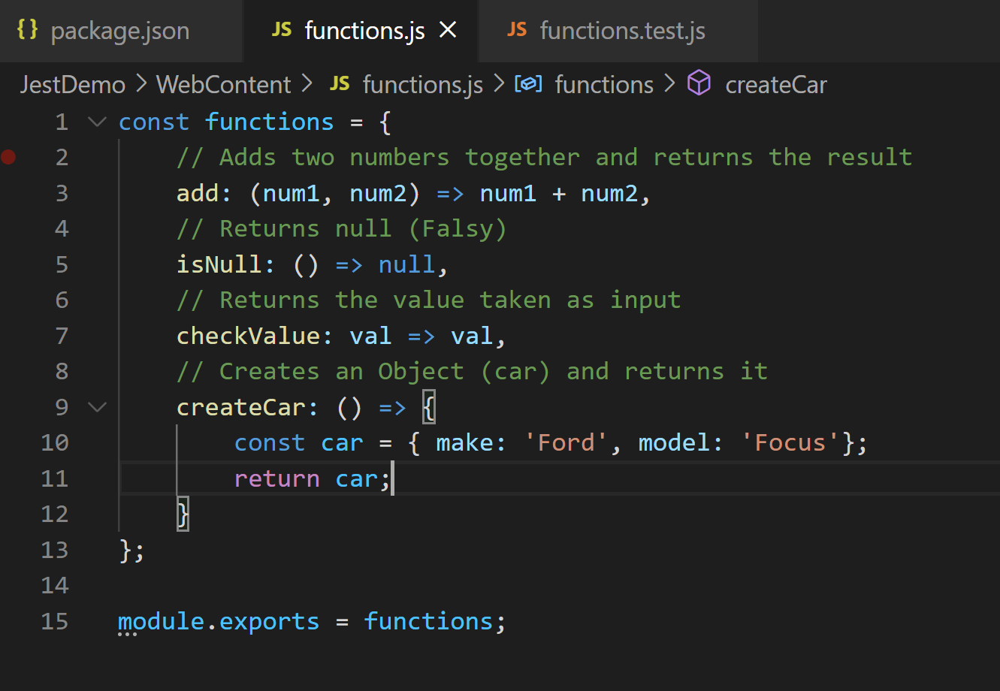 {} package.json JS functions.js × JS functions.test.js
JestDemo > WebContent > JS functions.js > functions > createCar
1 const functions = {
2 // Adds two numbers together and returns the result
3 add: (num1, num2) => num1 + num2,
4 // Returns null (Falsy)
5 isNull: () => null,
6 // Returns the value taken as input
7 checkValue: val => val,
8 // Creates an Object (car) and returns it
9 createCar: () => {
10 const car = { make: 'Ford', model: 'Focus'};
11 return car;
12 }
13 };
14
15 module.exports = functions;